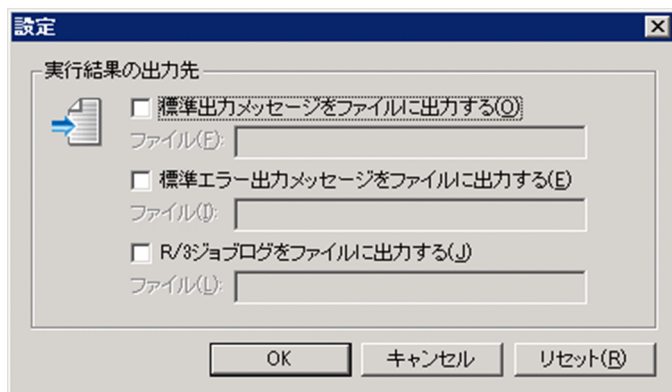 設定
実行結果の出力先
標準出力メッセージをファイルに出力する(O)
ファイル(F):
標準エラー出力メッセージをファイルに出力する(E)
ファイル(I):
R/3ジョブログをファイルに出力する(J)
ファイル(L):
OK キャンセル リセット(R)